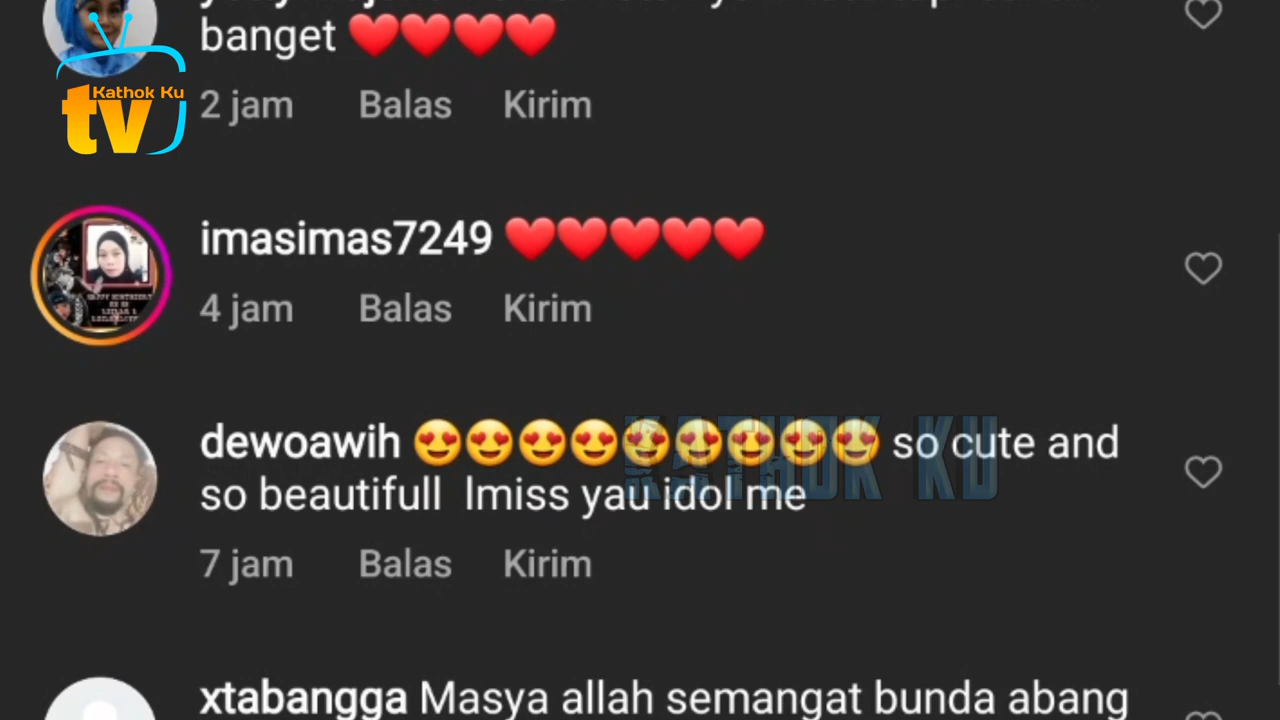 banget ❤️❤️❤️❤️
Kathok Ku
tv
2 jam Balas Kirim
imasimas7249 ❤️❤️❤️❤️❤️
4 jam Balas Kirim
dewoawih 😍😍😍😍😍😍😍😍😍 so cute and
KATHOK KU
so beautifull lmiss yau idol me
7 jam Balas Kirim
xtabangga Masya allah semangat bunda abang